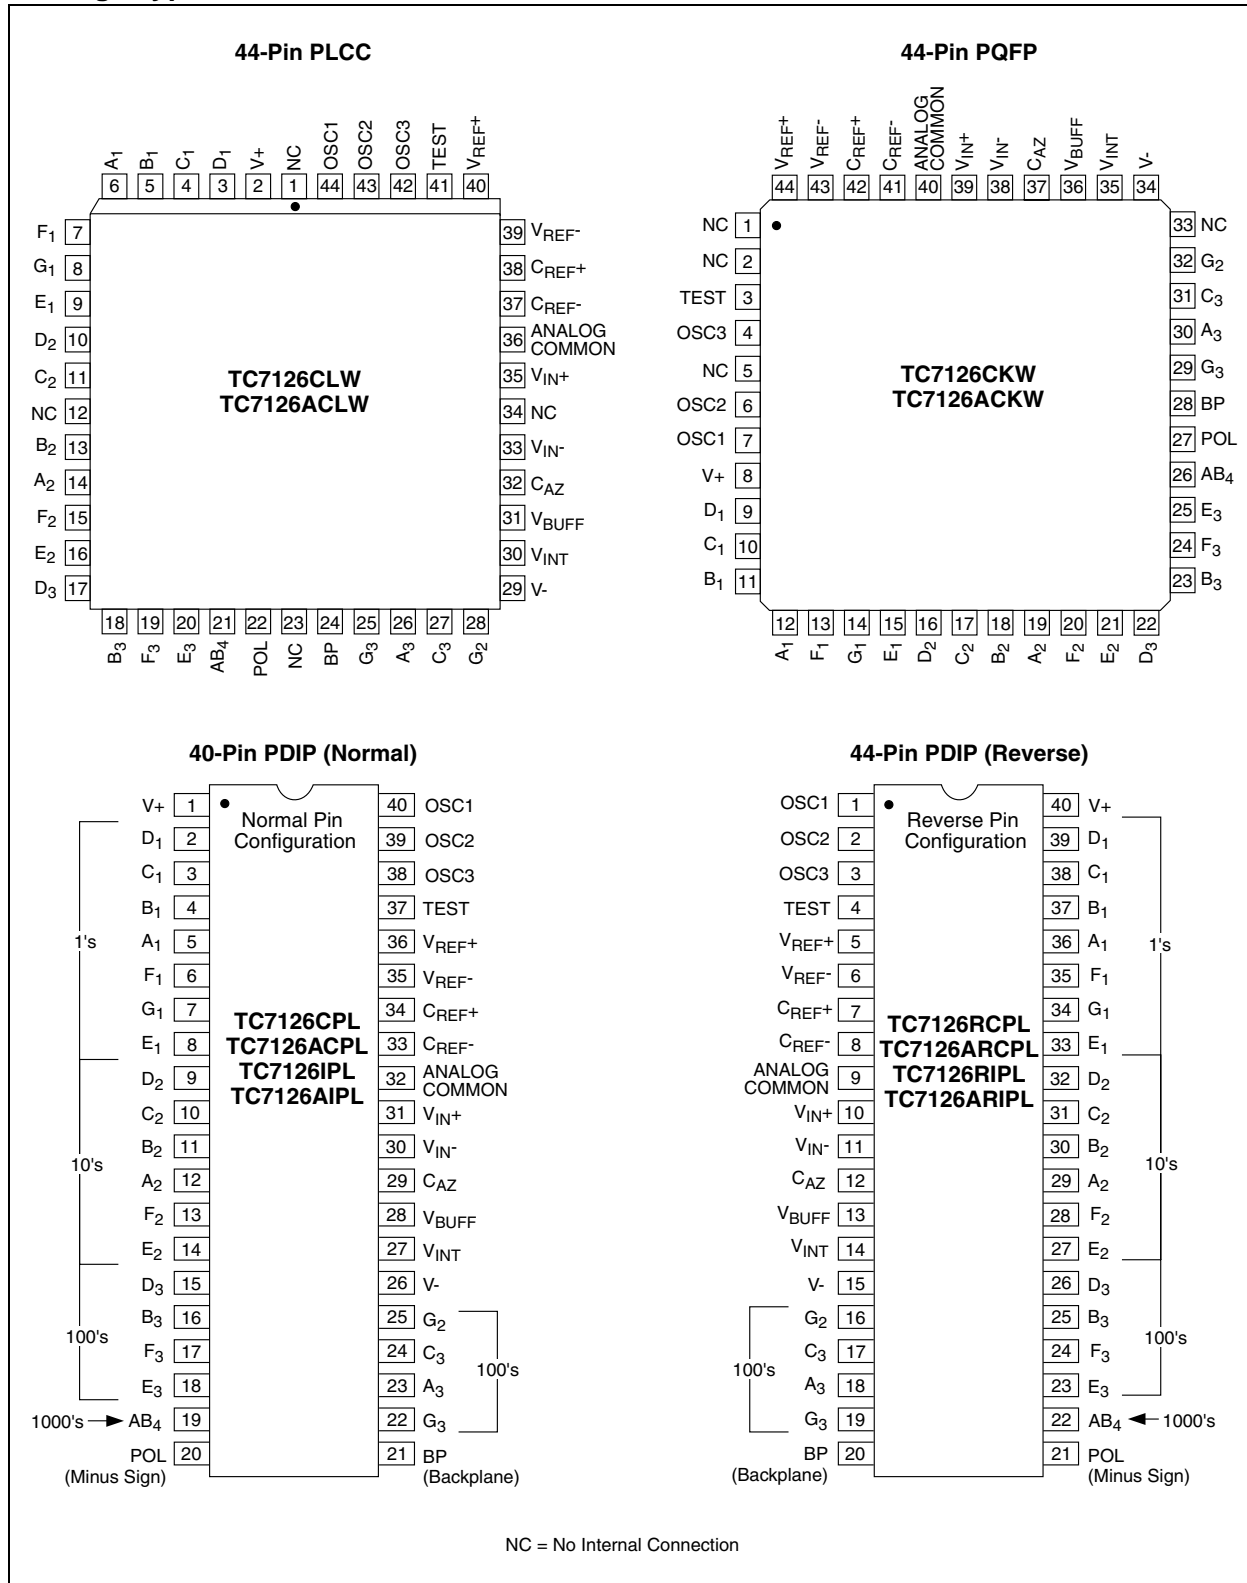 44-Pin PLCC
A1 B1 C1 D1 V+ NC OSC1 OSC2 OSC3 TEST VREF+
6 5 4 3 2 1 44 43 42 41 40
F1 7
G1 8
E1 9
D2 10
C2 11
NC 12
B2 13
A2 14
F2 15
E2 16
D3 17
TC7126CLW
TC7126ACLW
39 VREF-
38 CREF+
37 CREF-
36 ANALOG COMMON
35 VIN+
34 NC
33 VIN-
32 CAZ
31 VBUFF
30 VINT
29 V-
18 19 20 21 22 23 24 25 26 27 28
B3 F3 E3 AB4 POL NC BP G3 A3 C3 G2
44-Pin PQFP
VREF+ VREF- CREF+ CREF- ANALOG COMMON VIN+ VIN- CAZ VBUFF VINT V-
44 43 42 41 40 39 38 37 36 35 34
NC 1
NC 2
TEST 3
OSC3 4
NC 5
OSC2 6
OSC1 7
V+ 8
D1 9
C1 10
B1 11
TC7126CKW
TC7126ACKW
33 NC
32 G2
31 C3
30 A3
29 G3
28 BP
27 POL
26 AB4
25 E3
24 F3
23 B3
12 13 14 15 16 17 18 19 20 21 22
A1 F1 G1 E1 D2 C2 B2 A2 F2 E2 D3
40-Pin PDIP (Normal)
Normal Pin
Configuration
V+ 1
D1 2
C1 3
B1 4
A1 5
F1 6
G1 7
E1 8
D2 9
C2 10
B2 11
A2 12
F2 13
E2 14
D3 15
B3 16
F3 17
E3 18
1000's AB4 19
POL 20
(Minus Sign)
1's
10's
100's
TC7126CPL
TC7126ACPL
TC7126IPL
TC7126AIPL
40 OSC1
39 OSC2
38 OSC3
37 TEST
36 VREF+
35 VREF-
34 CREF+
33 CREF-
32 ANALOG COMMON
31 VIN+
30 VIN-
29 CAZ
28 VBUFF
27 VINT
26 V-
25 G2
24 C3
23 A3
22 G3
21 BP
(Backplane)
100's
44-Pin PDIP (Reverse)
Reverse Pin
Configuration
OSC1 1
OSC2 2
OSC3 3
TEST 4
VREF+ 5
VREF- 6
CREF+ 7
CREF- 8
ANALOG COMMON 9
VIN+ 10
VIN- 11
CAZ 12
VBUFF 13
VINT 14
V- 15
G2 16
C3 17
A3 18
G3 19
BP 20
(Backplane)
100's
TC7126RCPL
TC7126ARCPL
TC7126RIPL
TC7126ARIPL
40 V+
39 D1
38 C1
37 B1
36 A1
35 F1
34 G1
33 E1
32 D2
31 C2
30 B2
29 A2
28 F2
27 E2
26 D3
25 B3
24 F3
23 E3
22 AB4 1000's
21 POL
(Minus Sign)
1's
10's
100's
NC = No Internal Connection